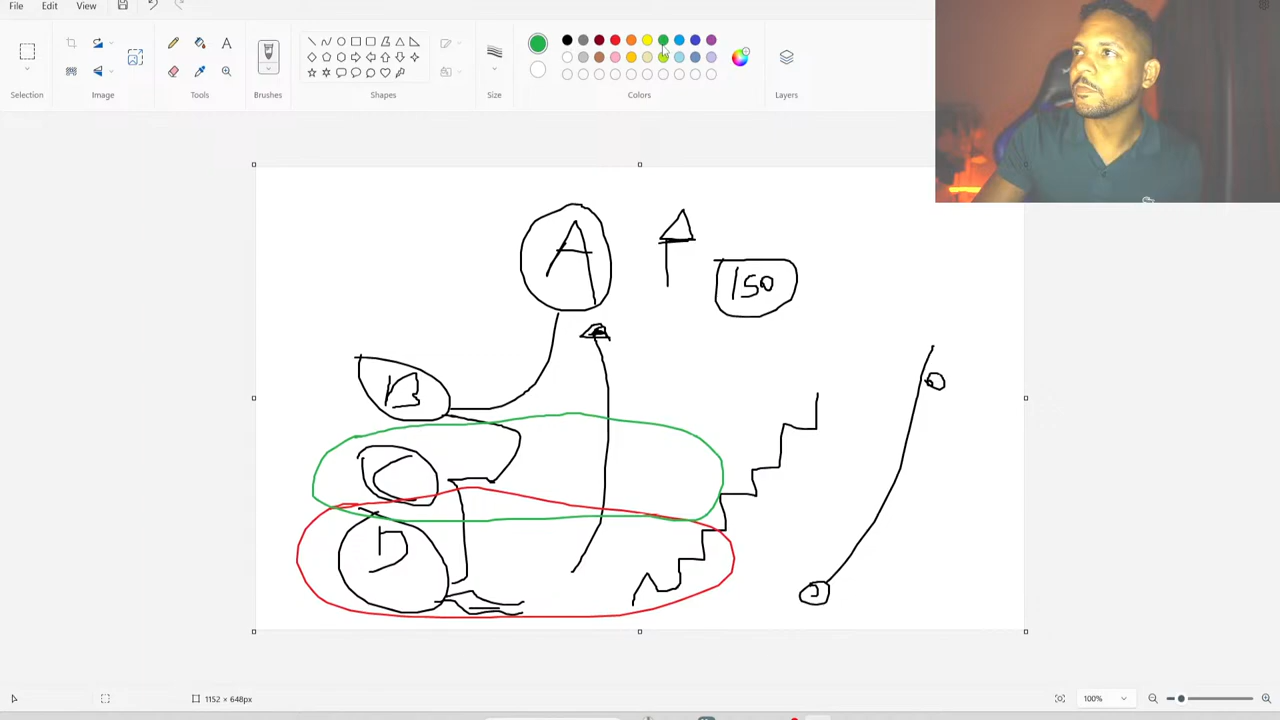 File Edit View
Selection Image Tools Brushes Shapes Size Colors Layers
A
150
B
C
D
1152 × 648px 100%